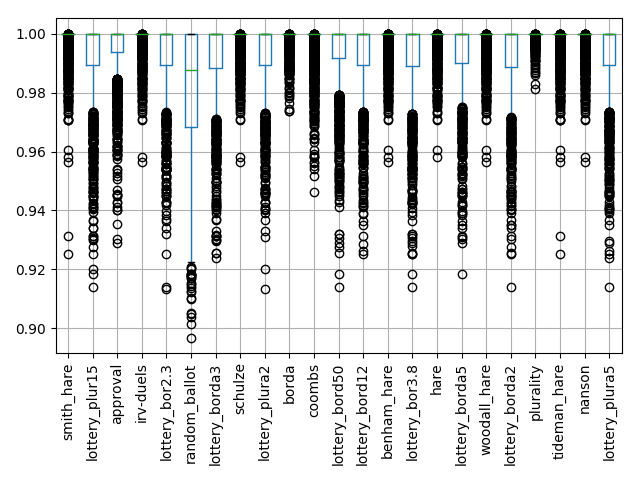 1.00
0.98
0.96
0.94
0.92
0.90
smith_hare
lottery_plur15
approval
irv-duels
lottery_bor2.3
random_ballot
lottery_borda3
schulze
lottery_plura2
borda
coombs
lottery_bord50
lottery_bord12
benham_hare
lottery_bor3.8
hare
lottery_borda5
woodall_hare
lottery_borda2
plurality
tideman_hare
nanson
lottery_plura5